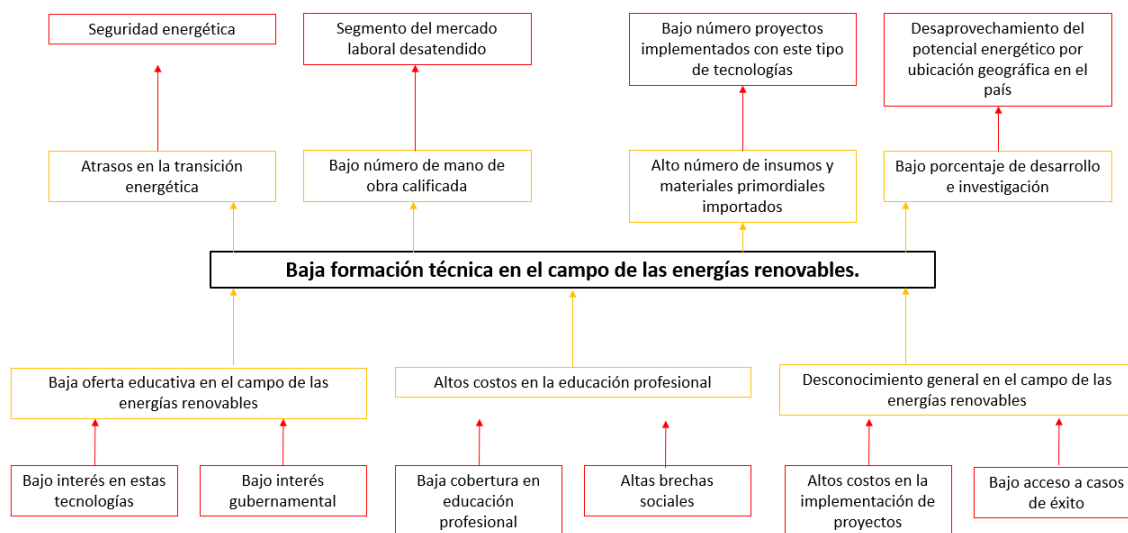 Seguridad energética
Segmento del mercado
laboral desatendido
Bajo número proyectos
implementados con este tipo
de tecnologías
Desaprovechamiento del
potencial energético por
ubicación geográfica en el
país
Atrasos en la transición
energética
Bajo número de mano de
obra calificada
Alto número de insumos y
materiales primordiales
importados
Bajo porcentaje de desarrollo
e investigación
Baja formación técnica en el campo de las energías renovables.
Baja oferta educativa en el campo de las
energías renovables
Altos costos en la educación profesional
Desconocimiento general en el campo de las
energías renovables
Bajo interés en estas
tecnologías
Bajo interés
gubernamental
Baja cobertura en
educación
profesional
Altas brechas
sociales
Altos costos en la
implementación de
proyectos
Bajo acceso a casos
de éxito